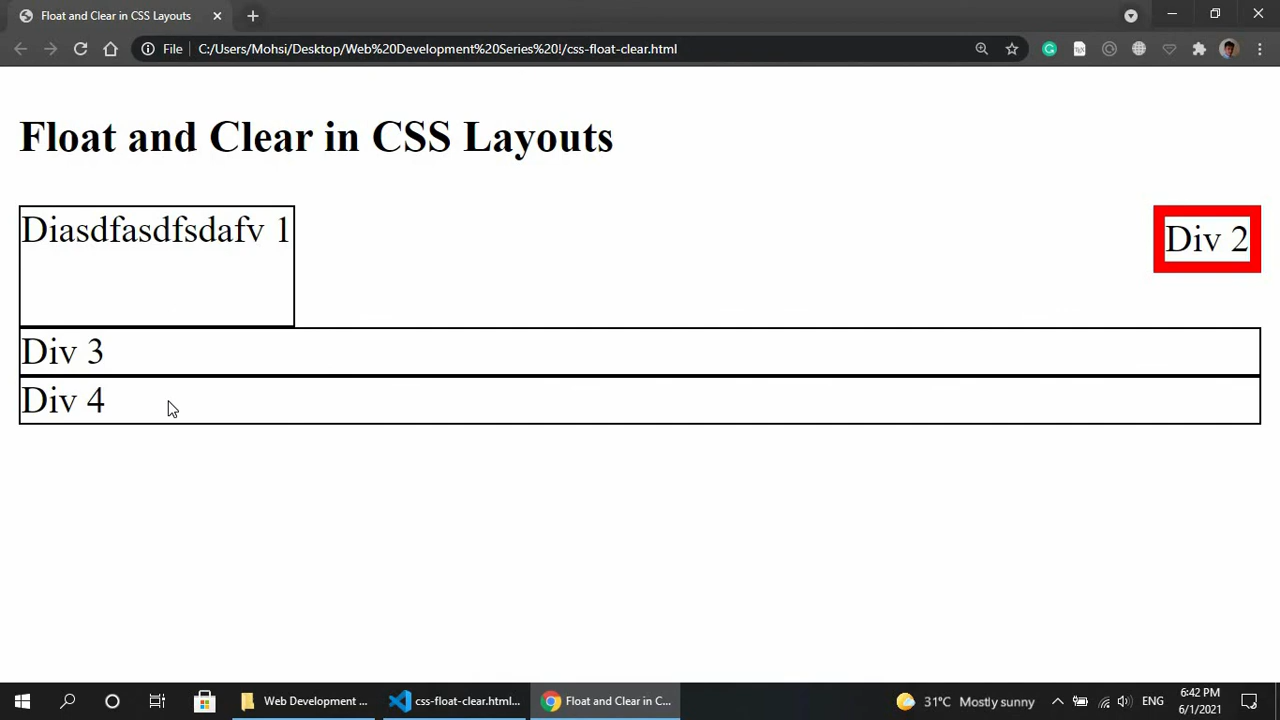 Float and Clear in CSS Layouts
File C:/Users/Mohsi/Desktop/Web%20Development%20Series%20!/css-float-clear.html
Float and Clear in CSS Layouts
Diasdfasdfsdafv 1
Div 2
Div 3
Div 4
Web Development ...
css-float-clear.html...
Float and Clear in C...
31°C Mostly sunny
ENG
6:42 PM
6/1/2021